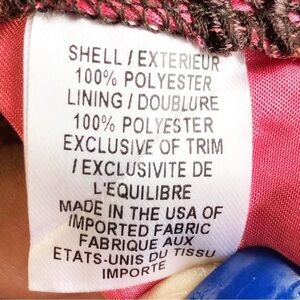 SHELL / EXTERIEUR
100% POLYESTER
LINING / DOUBLURE
100% POLYESTER
EXCLUSIVE OF TRIM
/ EXCLUSIVITE DE
L'EQUILIBRE
MADE IN THE USA OF
IMPORTED FABRIC
FABRIQUE AUX
ETATS-UNIS DU TISSU
IMPORTE